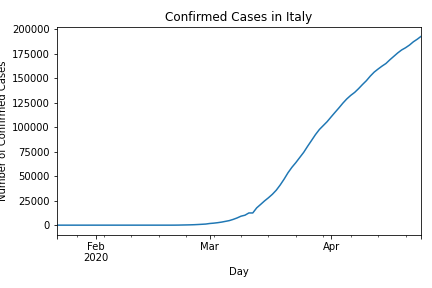 Confirmed Cases in Italy
Number of Confirmed Cases
200000
175000
150000
125000
100000
75000
50000
25000
0
Feb
2020
Mar
Apr
Day